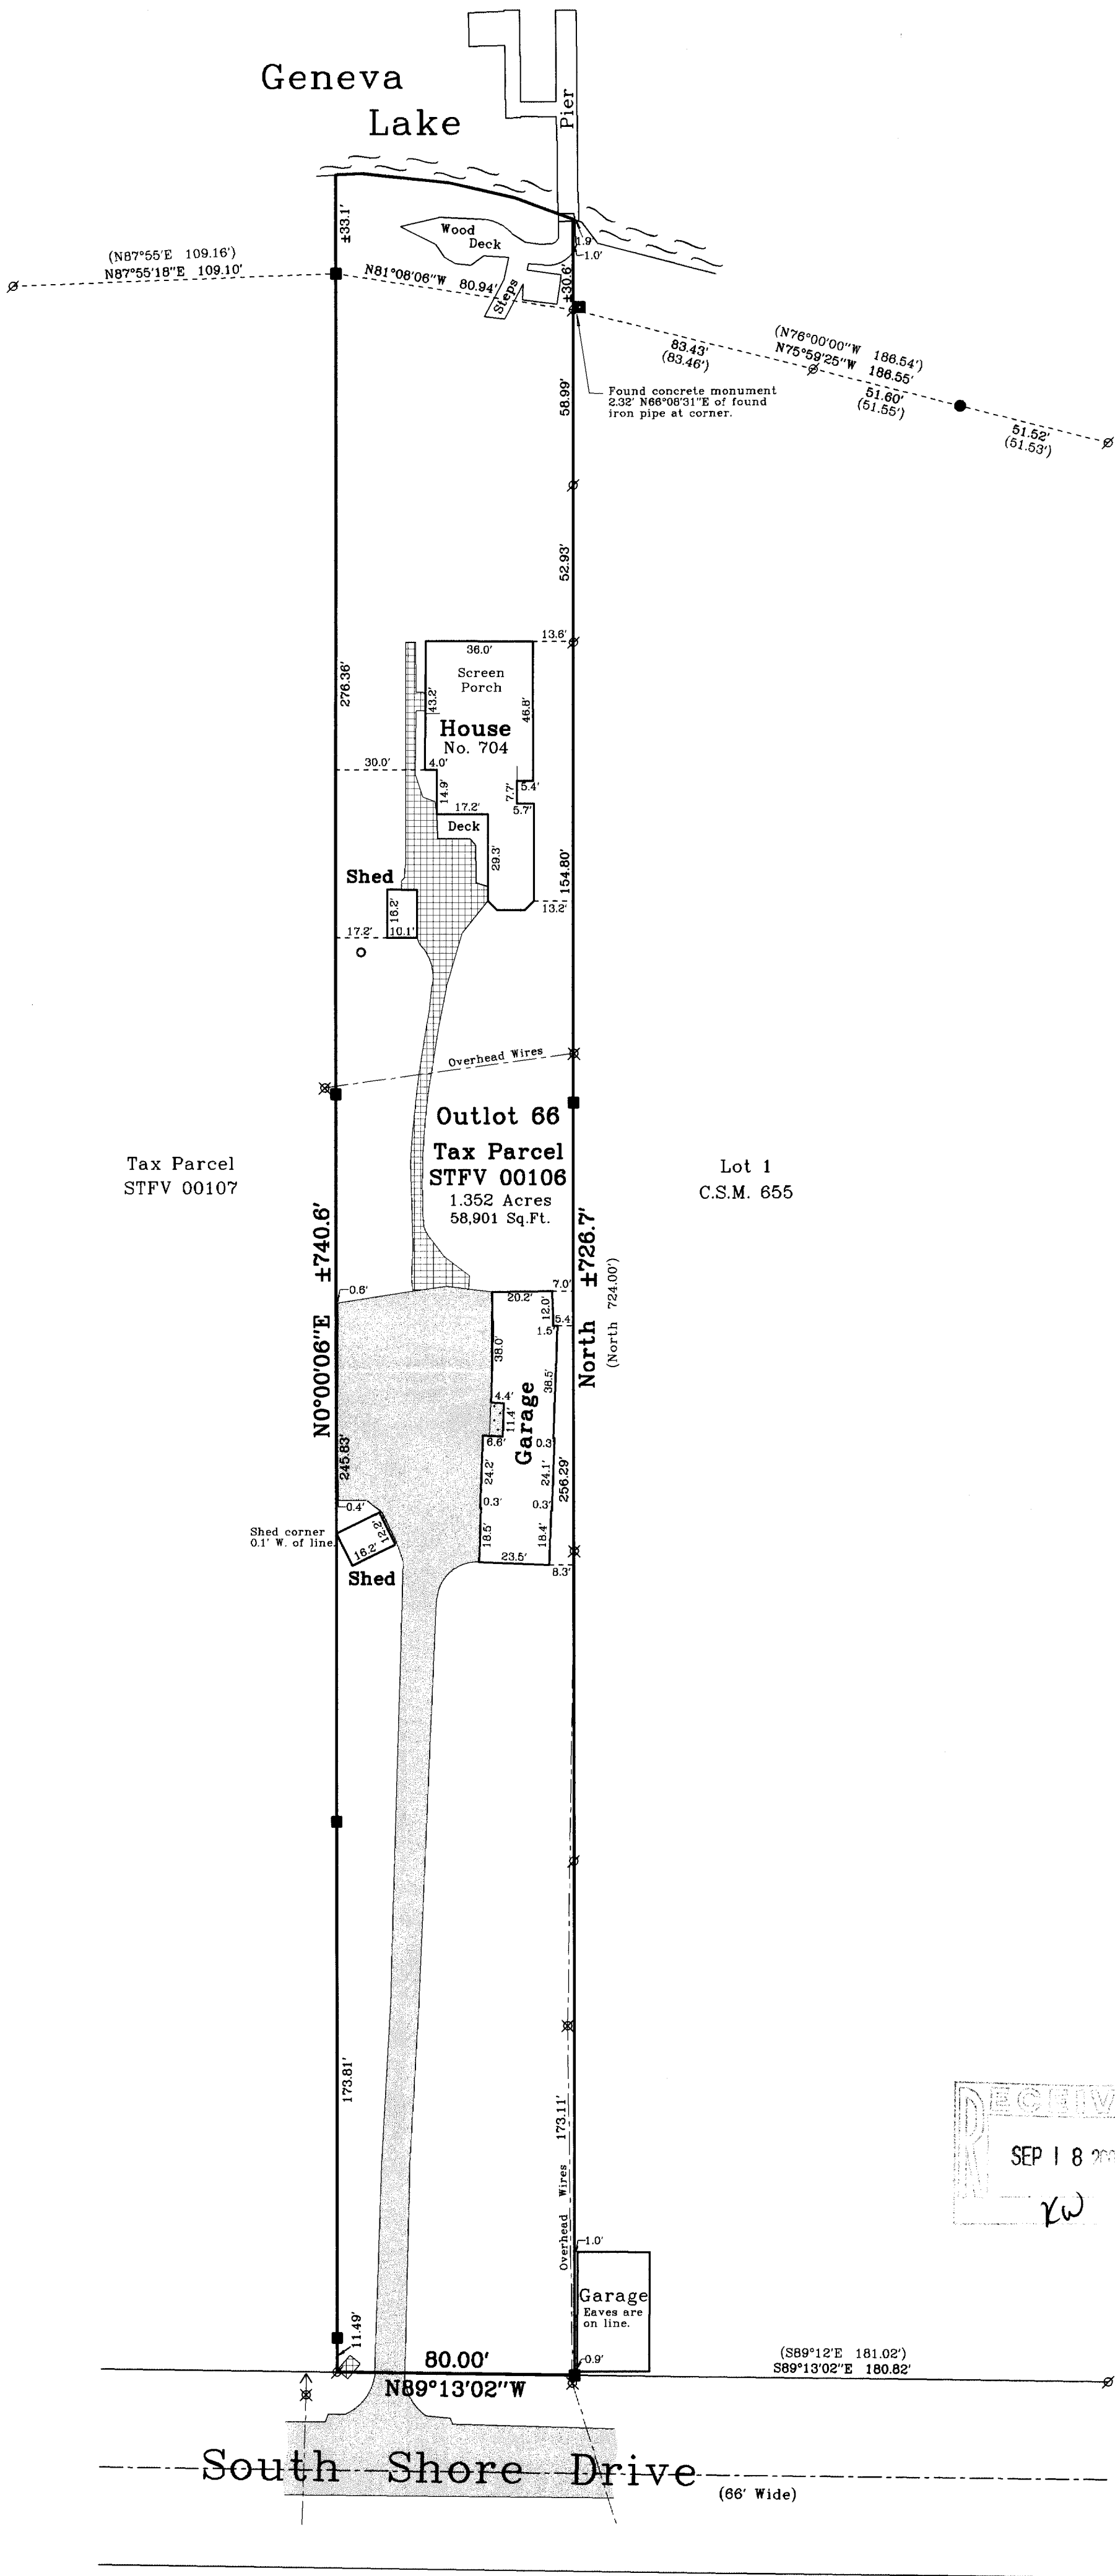 Geneva
Lake
Pier
±33.1'
Wood
Deck
1.9'
1.0'
(N87°55'E 109.16')
N87°55'18"E 109.10'
N81°08'06"W 80.94'
Steps
±30.6'
(N76°00'00"W 186.54')
N75°59'25"W 186.55'
83.43'
(83.46')
51.60'
(51.55')
51.52'
(51.53')
58.99'
Found concrete monument
2.32' N66°08'31"E of found
iron pipe at corner.
52.93'
13.6'
36.0'
276.36'
Screen
Porch
43.2'
46.8'
House
No. 704
30.0'
4.0'
14.9'
7.7'
5.4'
17.2'
5.7'
Deck
29.3'
154.80'
Shed
16.2'
13.2'
17.2'
10.1'
Overhead Wires
Outlot 66
Tax Parcel
STFV 00106
1.352 Acres
58,901 Sq.Ft.
Tax Parcel
STFV 00107
Lot 1
C.S.M. 655
N0°00'06"E ±740.6'
North ±726.7'
(North 724.00')
0.6'
7.0'
20.2'
12.0'
5.4
1.5'
38.0'
38.5'
4.4'
11.4'
Garage
6.6'
0.3'
245.83'
24.2'
24.1'
256.29'
0.3'
0.3'
0.4'
Shed corner
0.1' W. of line.
12.2'
16.2'
18.5'
18.4'
23.5'
8.3'
Shed
173.81'
173.11'
Overhead Wires
RECEIV
SEP 18
KW
1.0'
Garage
Eaves are
on line.
0.9'
11.49'
80.00'
N89°13'02"W
(S89°12'E 181.02')
S89°13'02"E 180.82'
South Shore Drive
(66' Wide)